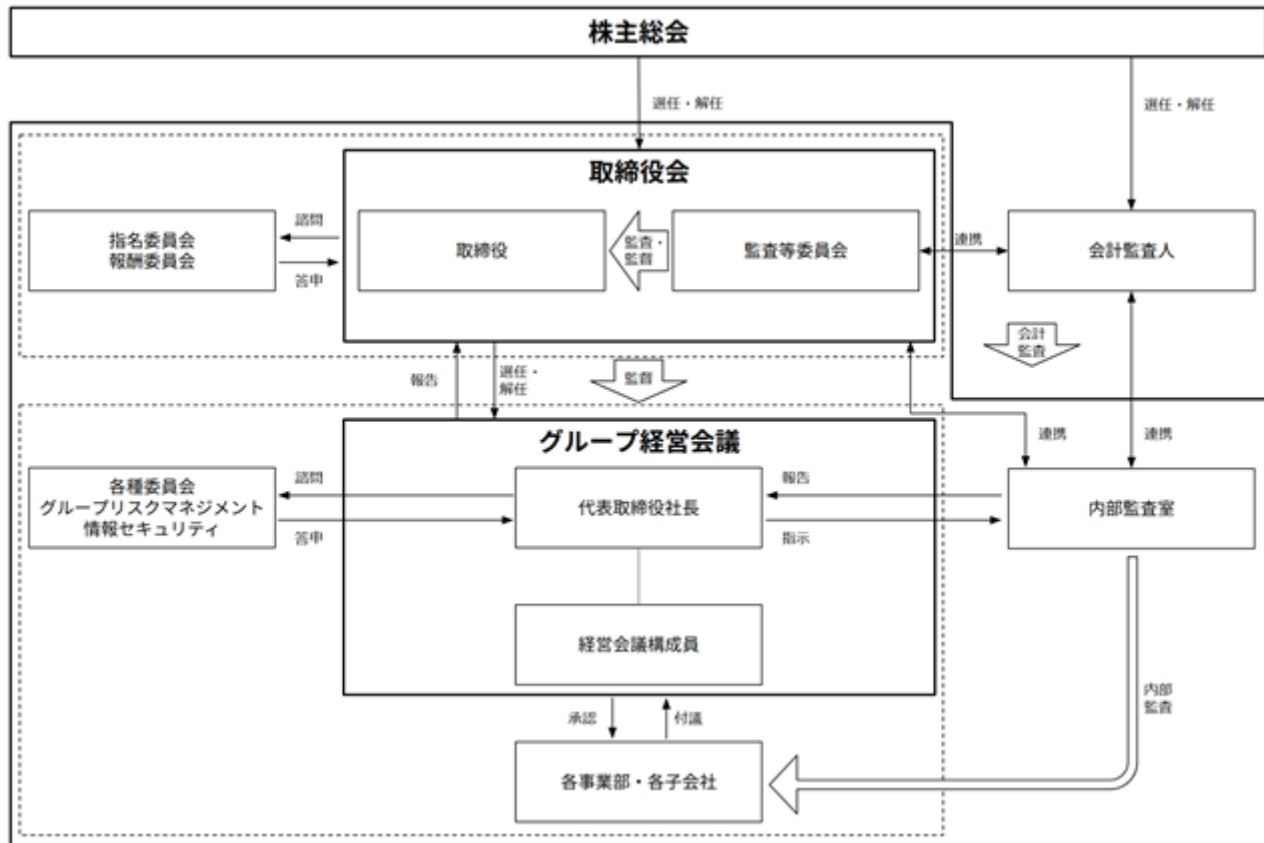 株主総会
選任・解任
選任・解任
取締役会
指名委員会
報酬委員会
諮問
答申
取締役
監査・
監督
監査等委員会
連携
会計監査人
会計
監査
報告
選任・
解任
監督
連携
連携
グループ経営会議
各種委員会
グループリスクマネジメント
情報セキュリティ
諮問
答申
代表取締役社長
報告
指示
内部監査室
経営会議構成員
承認
付議
内部
監査
各事業部・各子会社